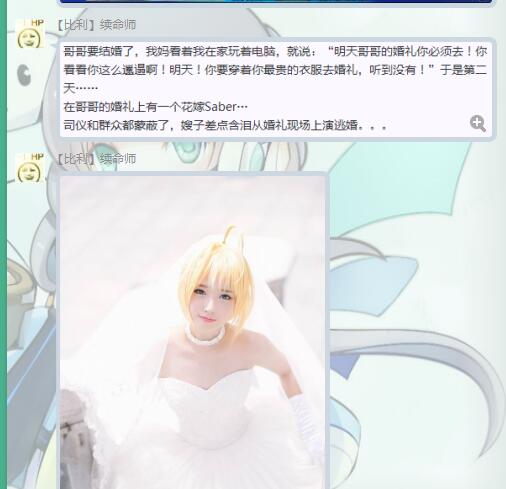 HP
【比利】续命师
哥哥要结婚了，我妈看着我在家玩着电脑，就说：“明天哥哥的婚礼你必须去！你
看看你这么邋遢啊！明天！你要穿着你最贵的衣服去婚礼，听到没有！”于是第二
天……
在哥哥的婚礼上有一个花嫁Saber…
司仪和群众都蒙蔽了，嫂子差点含泪从婚礼现场上演逃婚。。。
HP
【比利】续命师